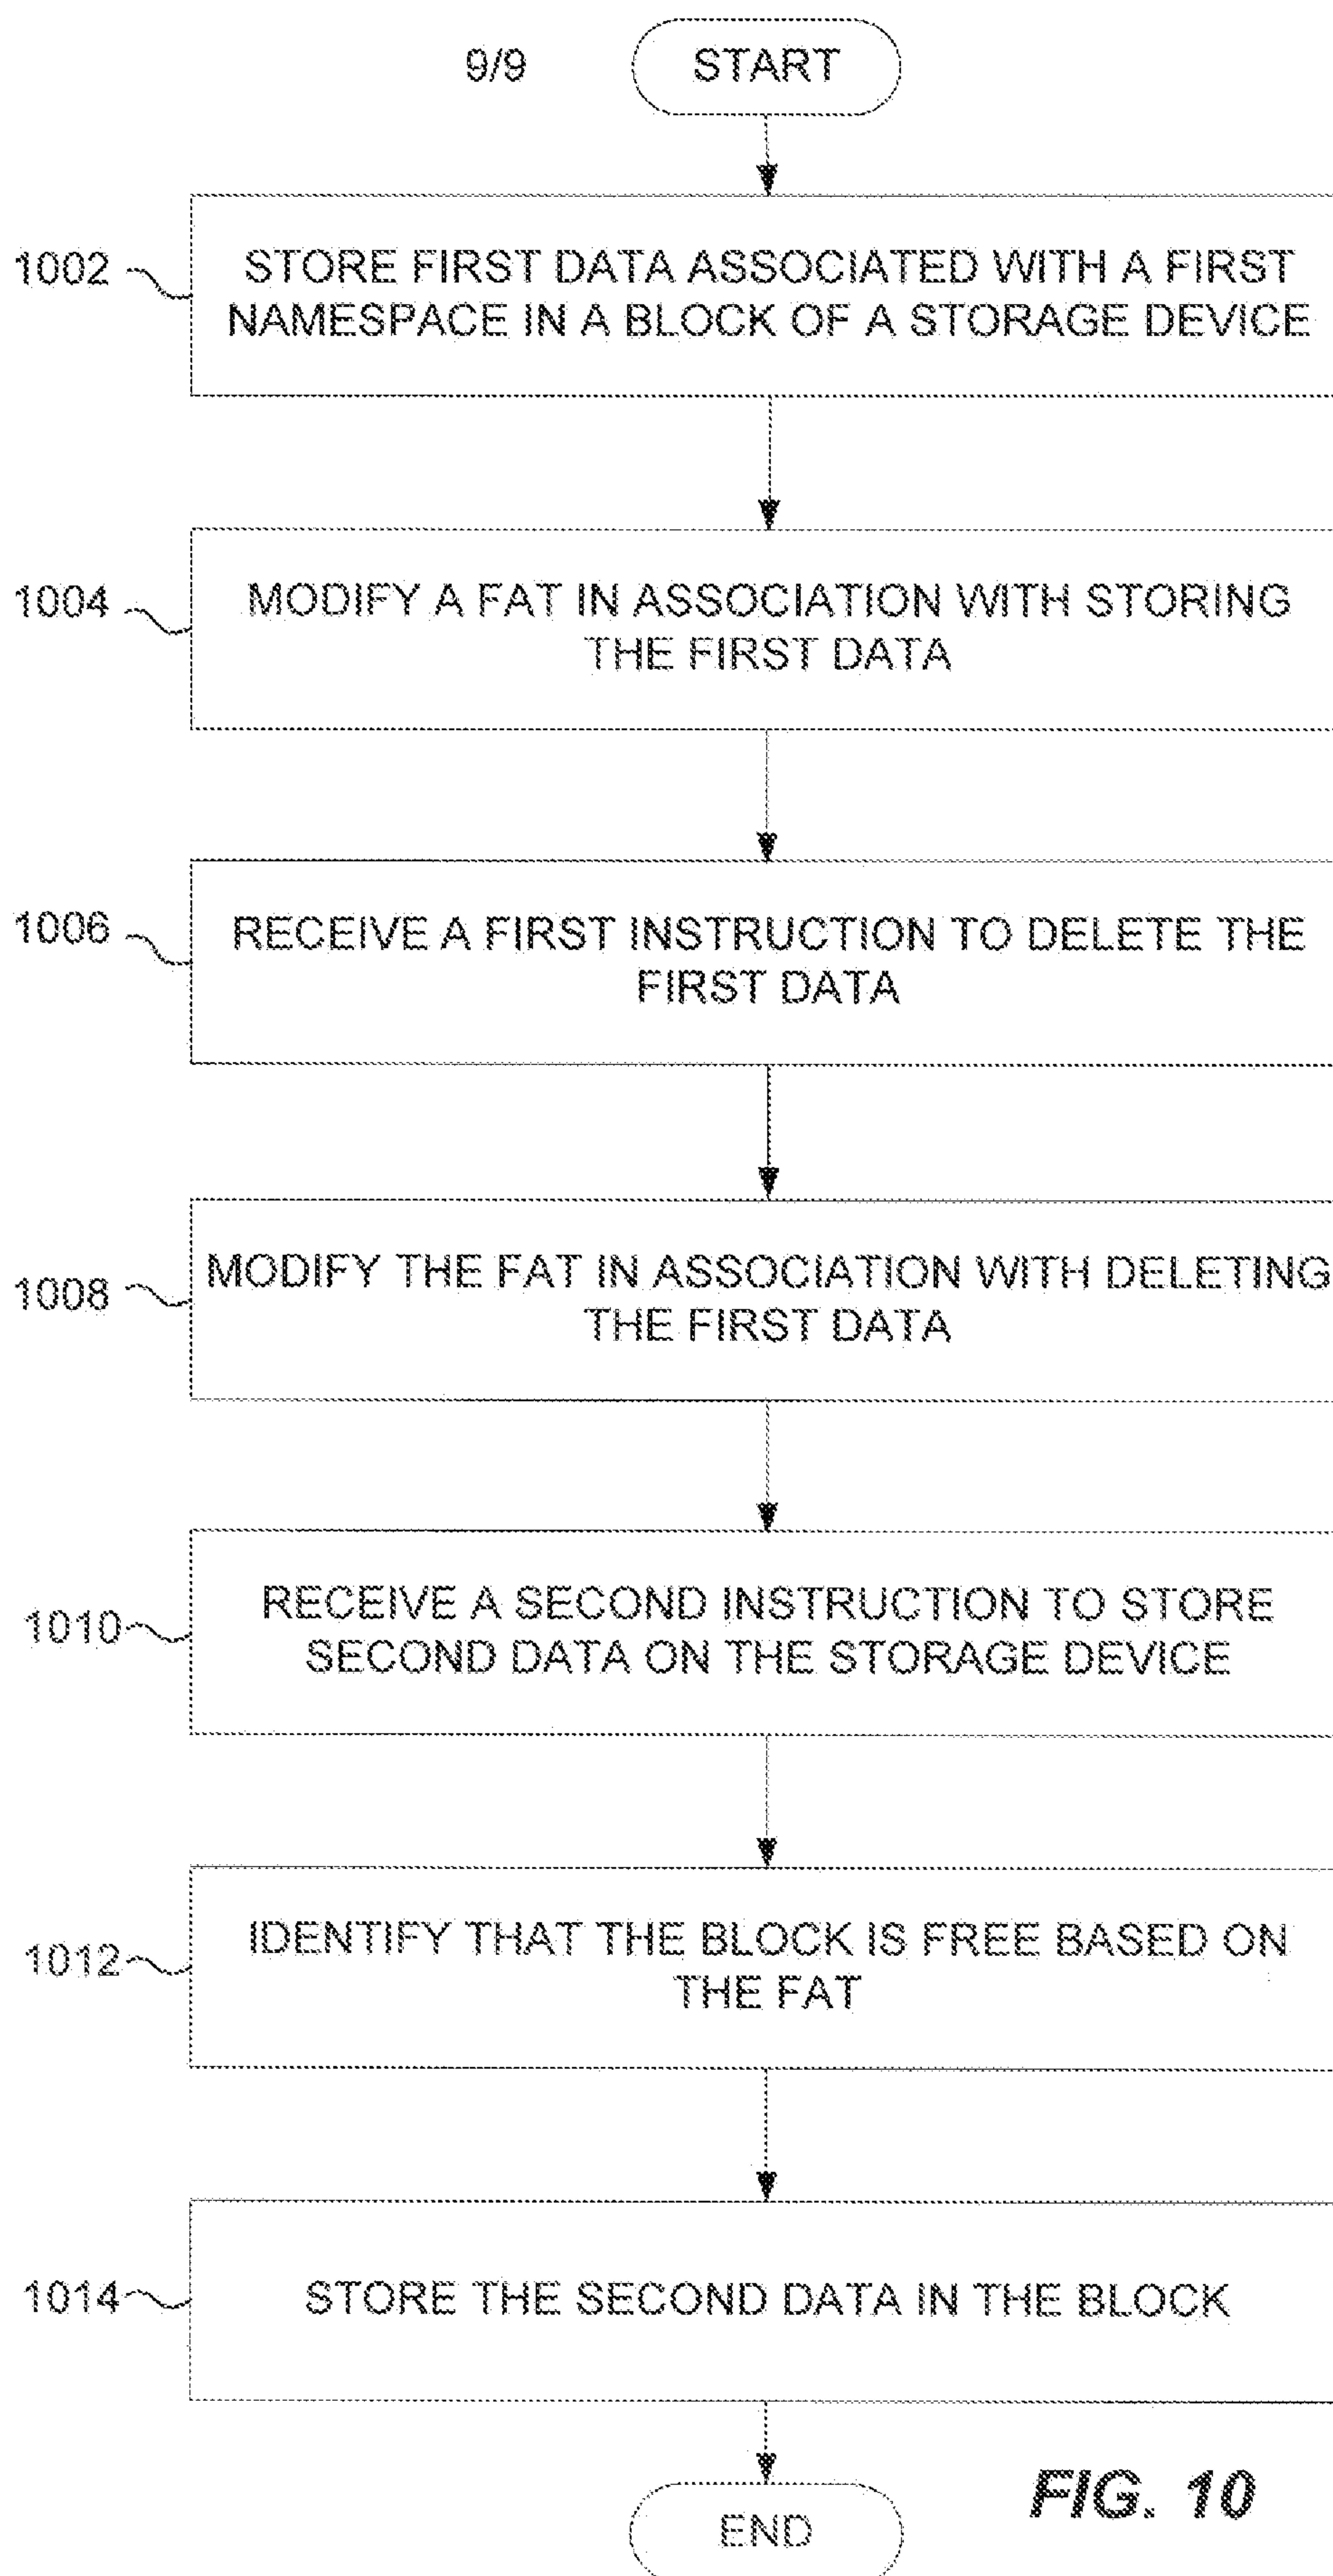 9/9
START
1002
STORE FIRST DATA ASSOCIATED WITH A FIRST
NAMESPACE IN A BLOCK OF A STORAGE DEVICE
1004
MODIFY A FAT IN ASSOCIATION WITH STORING
THE FIRST DATA
1006
RECEIVE A FIRST INSTRUCTION TO DELETE THE
FIRST DATA
1008
MODIFY THE FAT IN ASSOCIATION WITH DELETING
THE FIRST DATA
1010
RECEIVE A SECOND INSTRUCTION TO STORE
SECOND DATA ON THE STORAGE DEVICE
1012
IDENTIFY THAT THE BLOCK IS FREE BASED ON
THE FAT
1014
STORE THE SECOND DATA IN THE BLOCK
END
FIG. 10